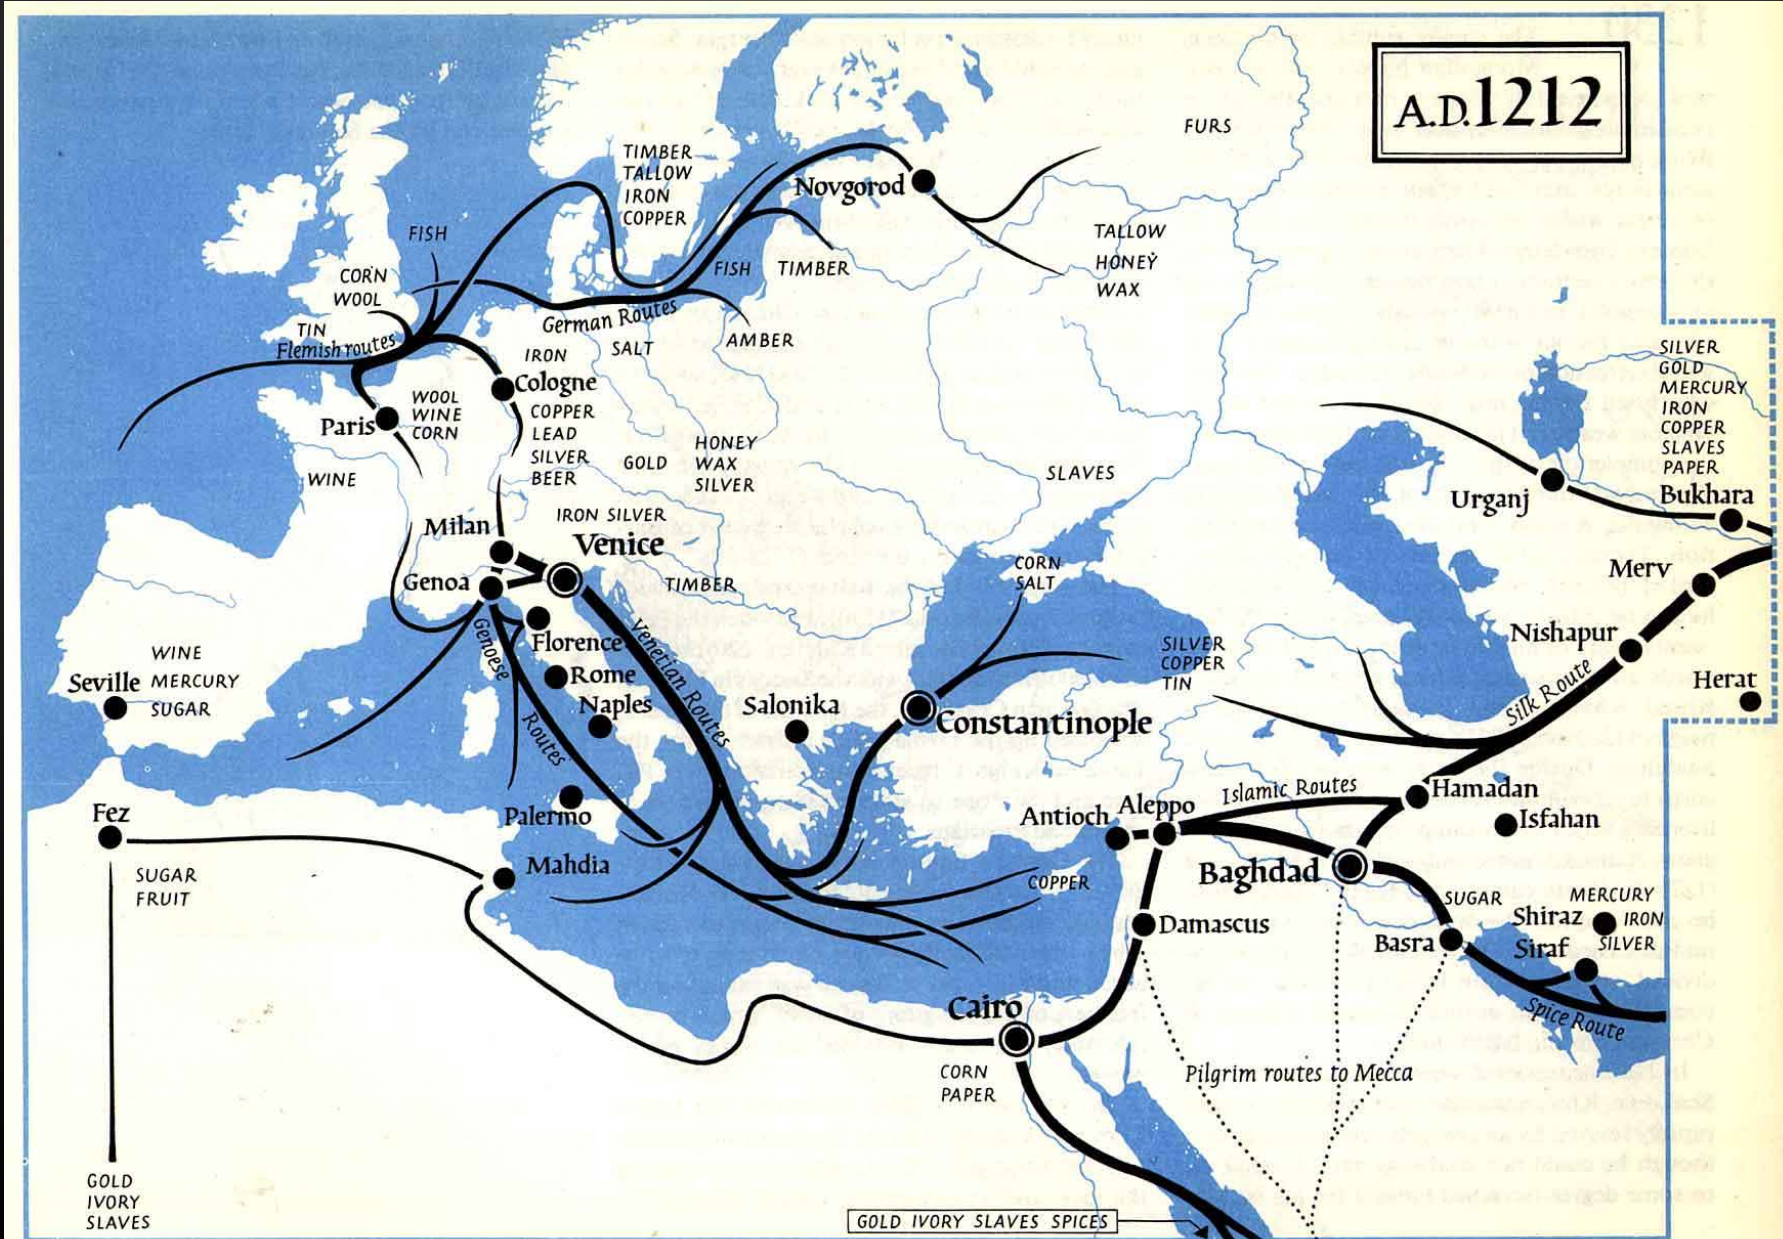 A.D. 1212
FURS
TIMBER
TALLOW
IRON
COPPER
Novgorod
FISH
TALLOW
HONEY
WAX
CORN
WOOL
FISH TIMBER
TIN
Flemish routes
German Routes
SALT
AMBER
IRON
Cologne
COPPER
LEAD
SILVER
BEER
WOOL
WINE
CORN
Paris
WINE
GOLD
HONEY
WAX
SILVER
SLAVES
SILVER
GOLD
MERCURY
IRON
COPPER
SLAVES
PAPER
Urganj
Bukhara
Milan
IRON SILVER
Venice
Genoa
TIMBER
CORN
SALT
Merv
Florence
Genoese
Routes
Venetian Routes
Nishapur
SILVER
COPPER
TIN
Silk Route
Herat
WINE
MERCURY
SUGAR
Seville
Rome
Naples
Salonika
Constantinople
Fez
Palermo
Antioch
Aleppo
Islamic Routes
Hamadan
Isfahan
SUGAR
FRUIT
Mahdia
COPPER
Baghdad
SUGAR
MERCURY
Shiraz
IRON
Siraf
SILVER
Damascus
Basra
Spice Route
Cairo
CORN
PAPER
Pilgrim routes to Mecca
GOLD
IVORY
SLAVES
GOLD IVORY SLAVES SPICES